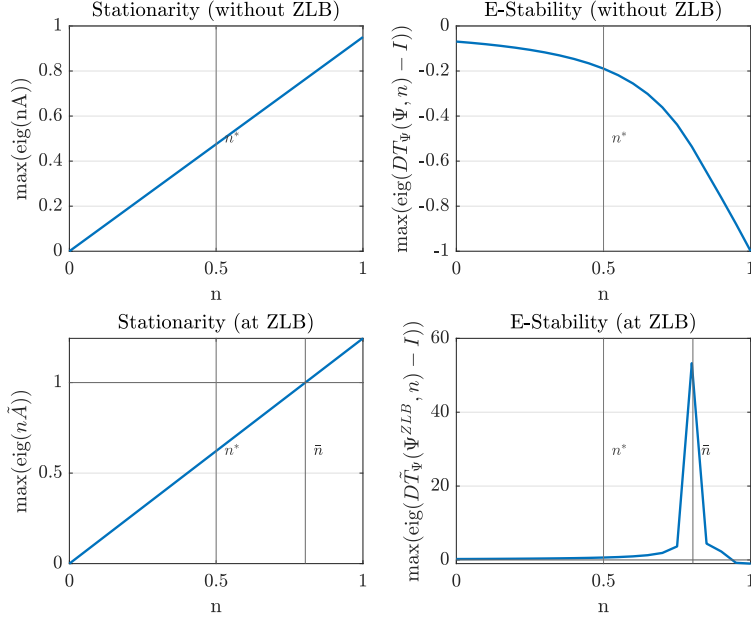 Stationarity (without ZLB)
max(eig(nA))
1
0.8
0.6
0.4
0.2
0
n*
0
0.5
1
n
E-Stability (without ZLB)
max(eig(DT_Ψ(Ψ, n) − I))
0
-0.2
-0.4
-0.6
-0.8
-1
n*
0
0.5
1
n
Stationarity (at ZLB)
max(eig(nÃ))
1
0.5
0
n*
n̄
0
0.5
1
n
E-Stability (at ZLB)
max(eig(DT̃_Ψ(Ψ^{ZLB}, n) − I))
60
40
20
0
n*
n̄
0
0.5
1
n